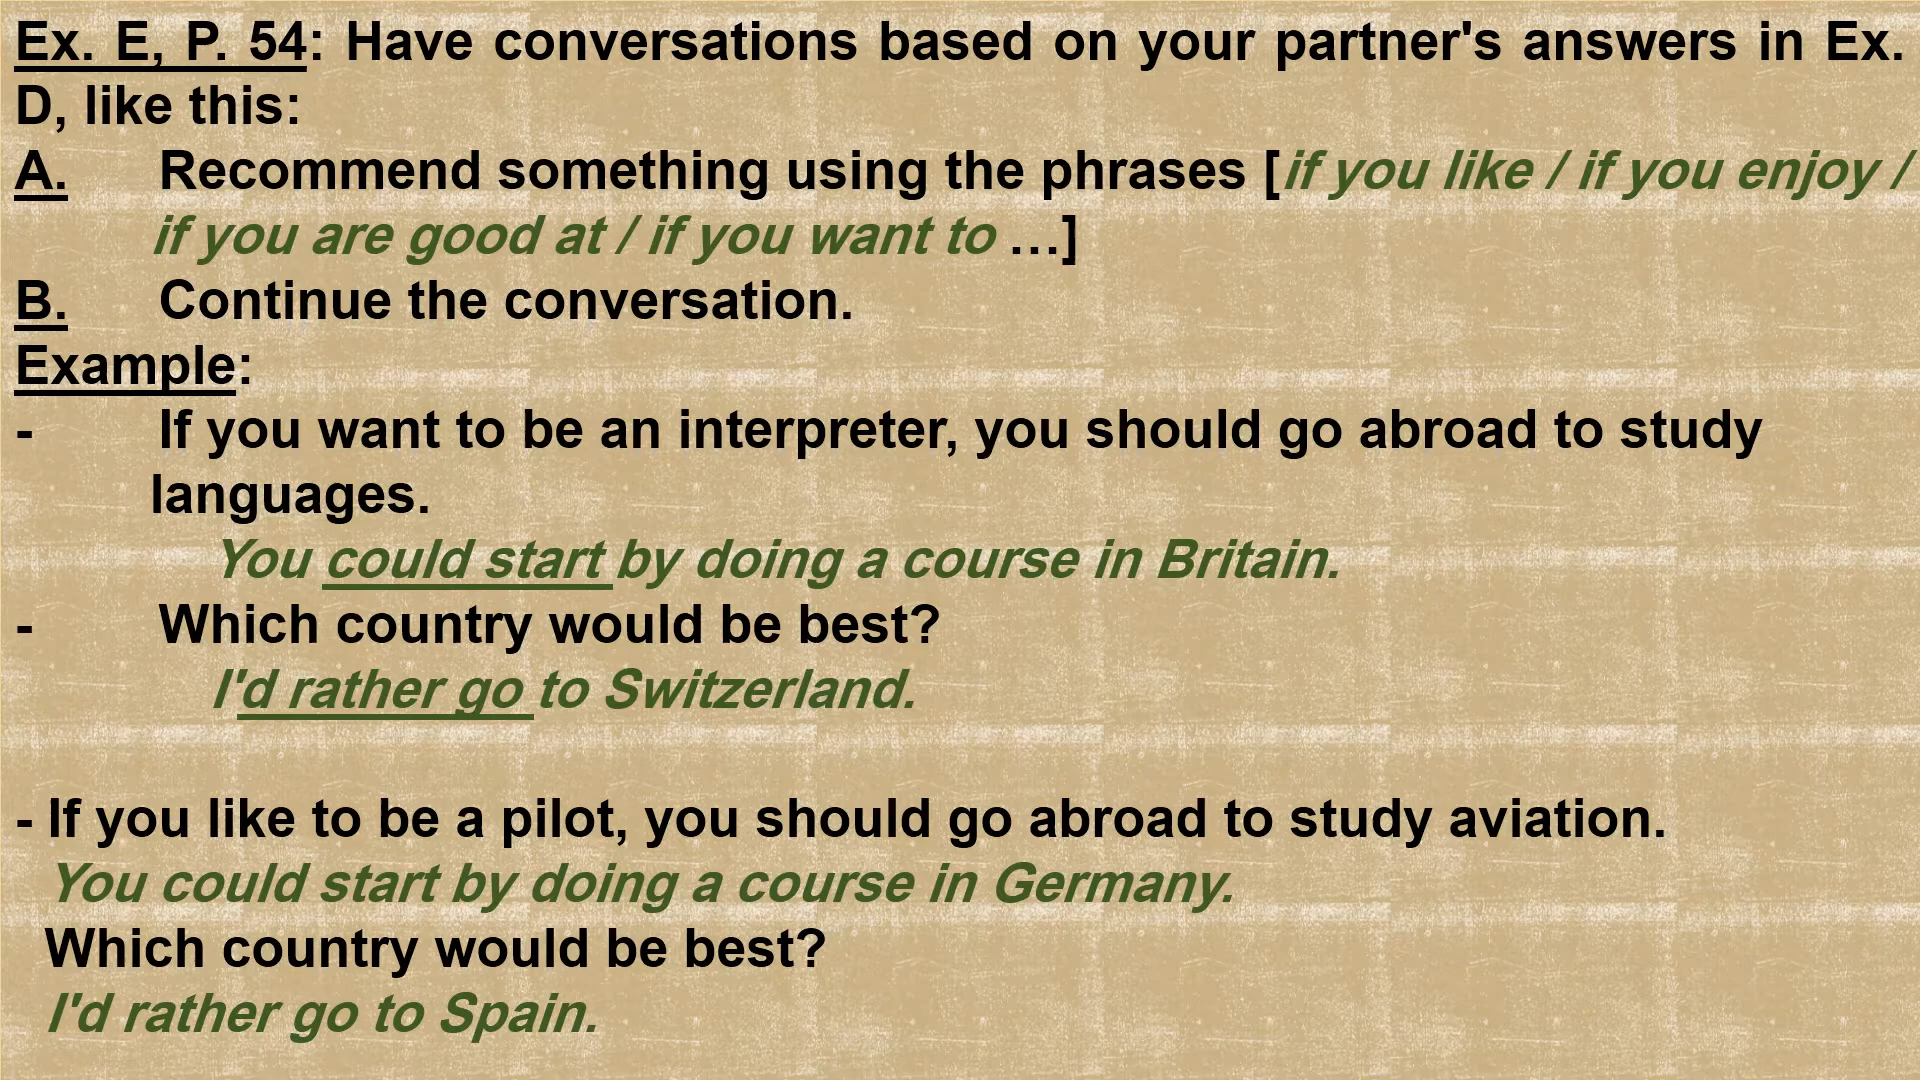 Ex. E, P. 54: Have conversations based on your partner's answers in Ex.
D, like this:
A. Recommend something using the phrases [if you like / if you enjoy /
if you are good at / if you want to …]
B. Continue the conversation.
Example:
- If you want to be an interpreter, you should go abroad to study
languages.
You could start by doing a course in Britain.
- Which country would be best?
I'd rather go to Switzerland.
- If you like to be a pilot, you should go abroad to study aviation.
You could start by doing a course in Germany.
Which country would be best?
I'd rather go to Spain.